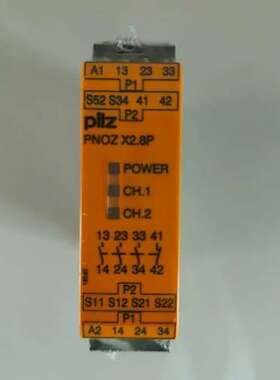 A1 13 23 33
P1
S52 S34 41 42
P2
pilz
PNOZ X2.8P
POWER
CH.1
CH.2
13 23 33 41
14 24 34 42
P2
S11 S12 S21 S22
P1
A2 14 24 34